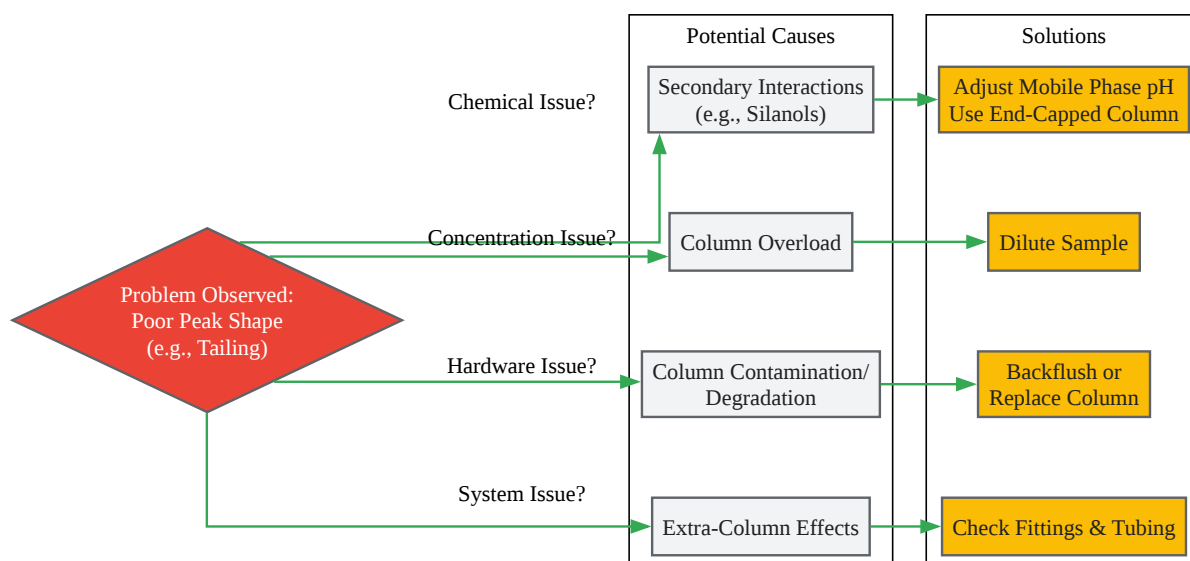 Potential Causes
Solutions
Chemical Issue?
Secondary Interactions
(e.g., Silanols)
Adjust Mobile Phase pH
Use End-Capped Column
Concentration Issue?
Column Overload
Dilute Sample
Problem Observed:
Poor Peak Shape
(e.g., Tailing)
Hardware Issue?
Column Contamination/
Degradation
Backflush or
Replace Column
System Issue?
Extra-Column Effects
Check Fittings & Tubing